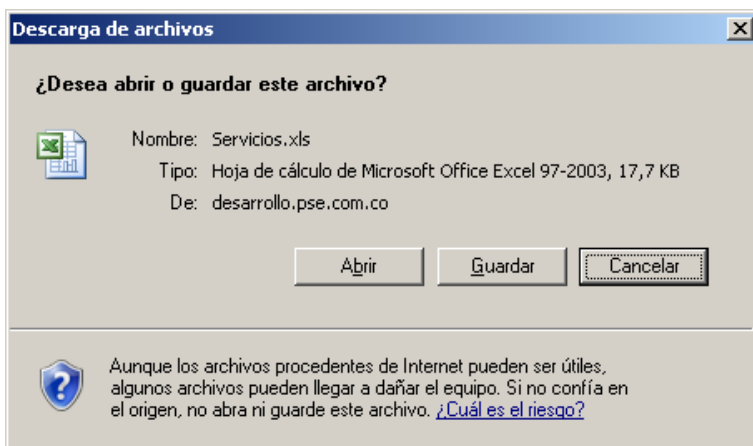 Descarga de archivos
¿Desea abrir o guardar este archivo?
Nombre: Servicios.xls
Tipo: Hoja de cálculo de Microsoft Office Excel 97-2003, 17,7 KB
De: desarrollo.pse.com.co
Abrir Guardar Cancelar
Aunque los archivos procedentes de Internet pueden ser útiles,
algunos archivos pueden llegar a dañar el equipo. Si no confía en
el origen, no abra ni guarde este archivo. ¿Cuál es el riesgo?